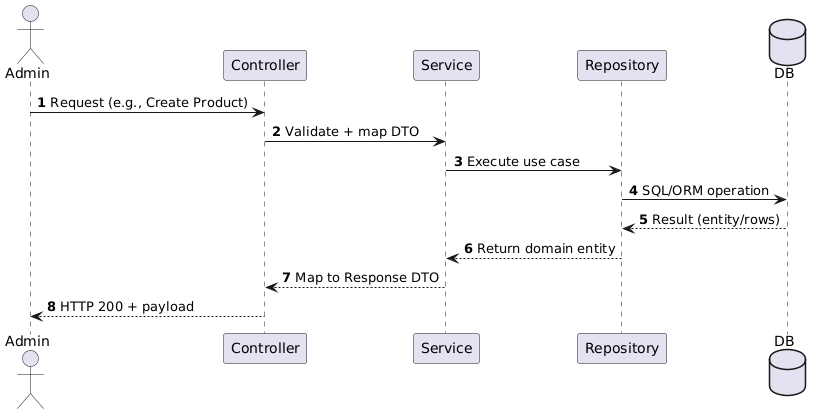 Admin
Controller
Service
Repository
DB
1 Request (e.g., Create Product)
2 Validate + map DTO
3 Execute use case
4 SQL/ORM operation
5 Result (entity/rows)
6 Return domain entity
7 Map to Response DTO
8 HTTP 200 + payload
Admin
Controller
Service
Repository
DB